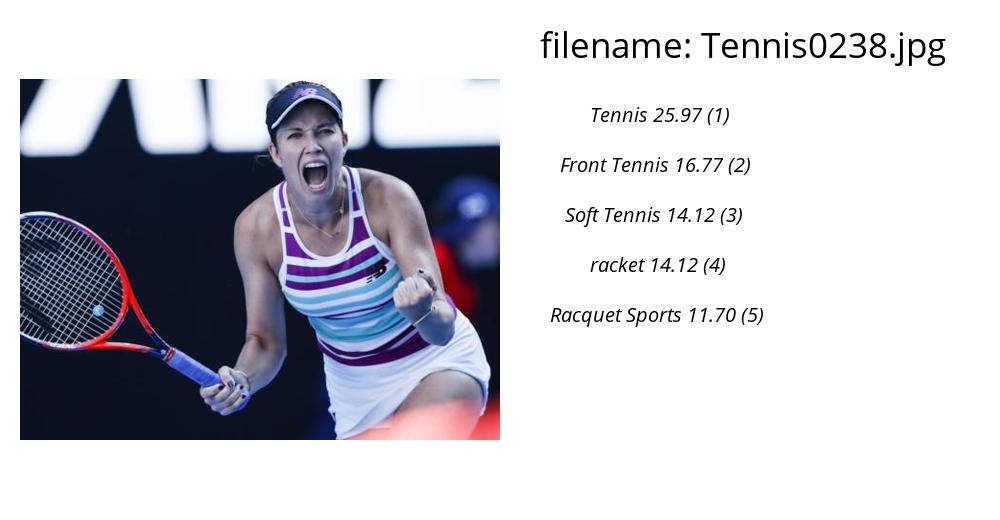 filename: Tennis0238.jpg
Tennis 25.97 (1)
Front Tennis 16.77 (2)
Soft Tennis 14.12 (3)
racket 14.12 (4)
Racquet Sports 11.70 (5)